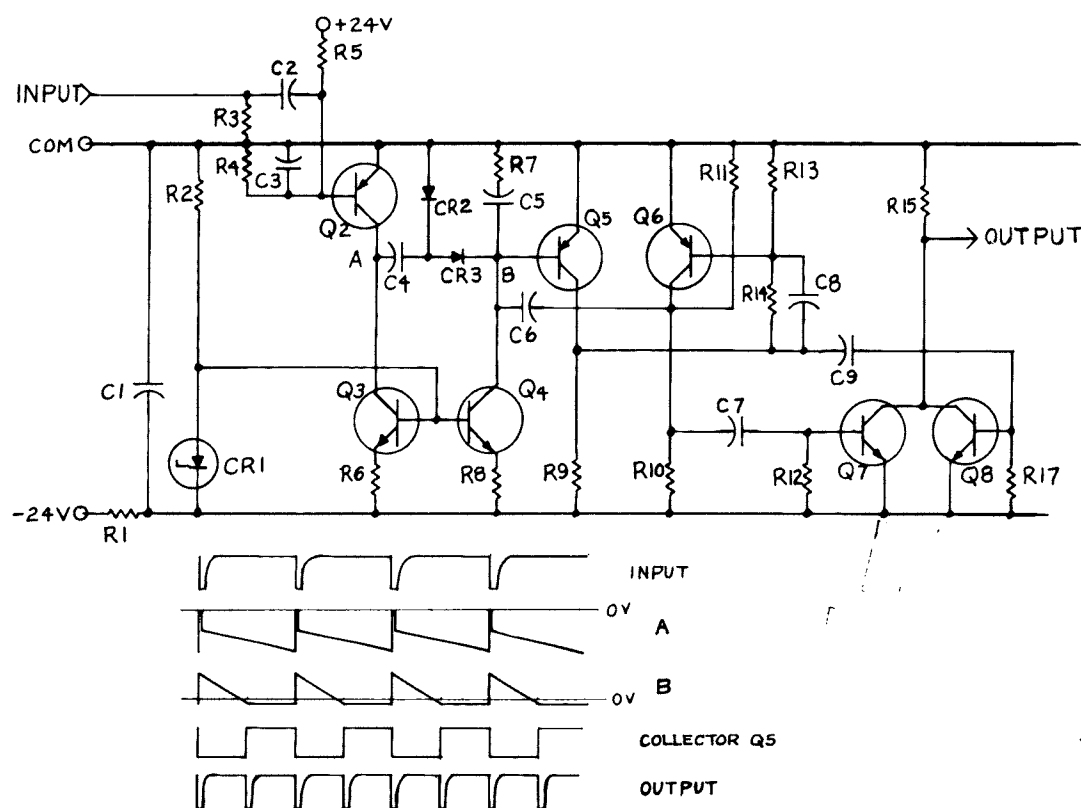 +24V
R5
C2
INPUT
R3
COM
R4
C3
R2
Q2
CR2
R7
C5
Q5
Q6
R11
R13
R15
OUTPUT
A
C4
CR3
B
R14
C8
C6
C9
C1
Q3
Q4
C7
CR1
R6
R8
R9
R10
R12
Q7
Q8
R17
-24V
R1
INPUT
0V
A
B
0V
COLLECTOR Q5
OUTPUT